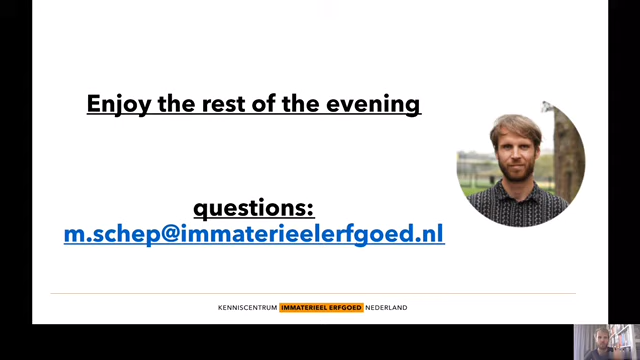 Enjoy the rest of the evening
questions:
m.schep@immaterieelerfgoed.nl
KENNISCENTRUM IMMATERIEEL ERFGOED NEDERLAND